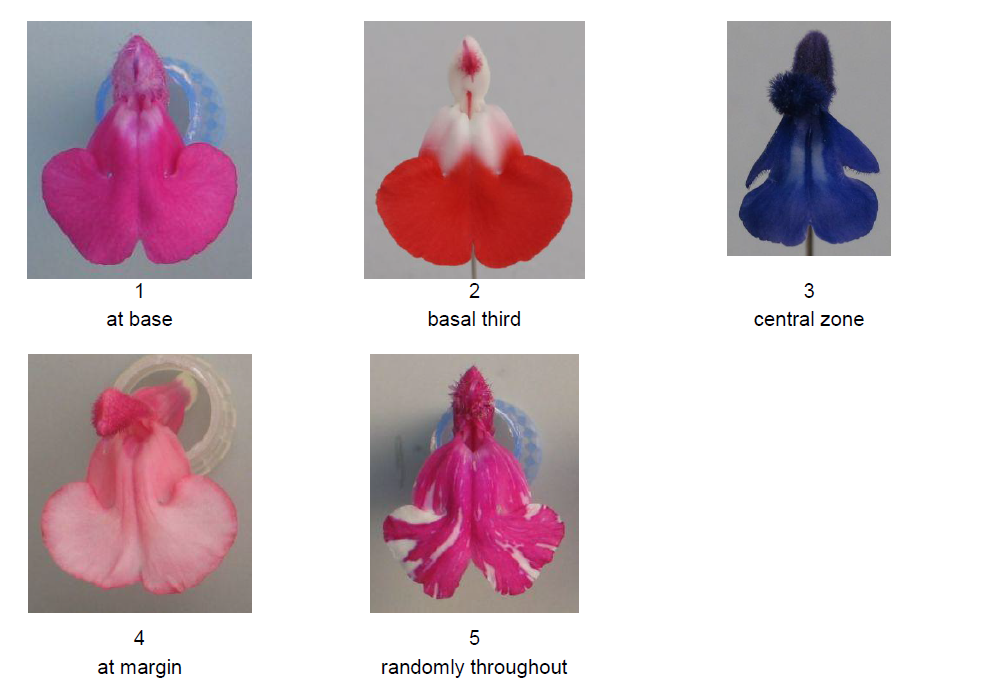 1
at base
2
basal third
3
central zone
4
at margin
5
randomly throughout